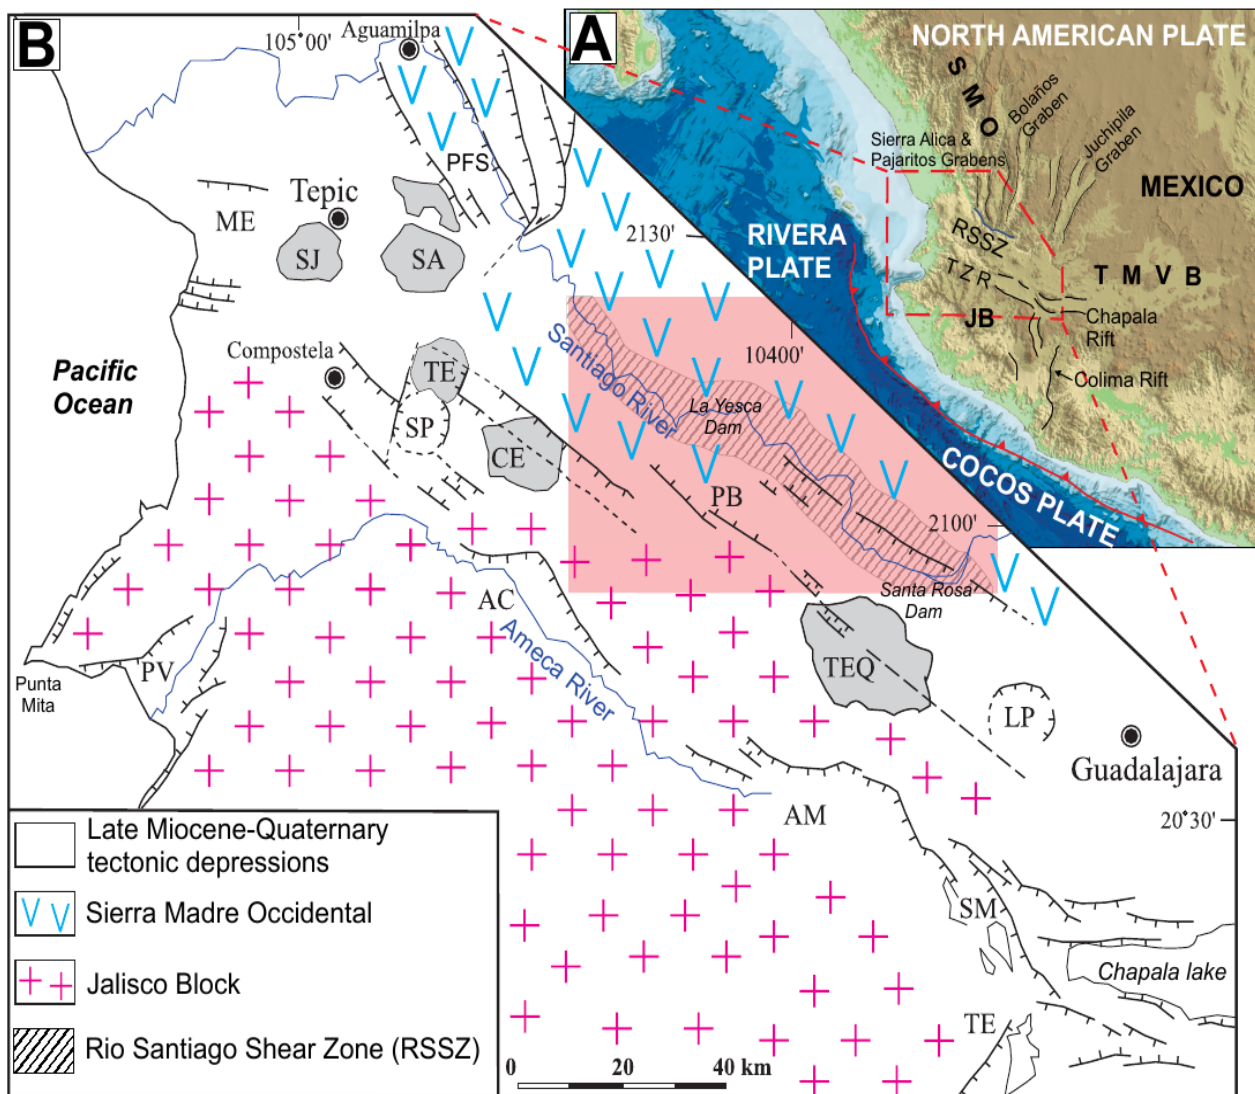 B
105°00'
Aguamilpa
A
NORTH AMERICAN PLATE
SMO
Bolaños
Graben
Juchipila
Graben
Sierra Alica &
Pajaritos Grabens
MEXICO
RSSZ
TZR
TMVB
JB
Chapala
Rift
Colima Rift
RIVERA
PLATE
COCOS PLATE
PFS
Tepic
ME
SJ
SA
2130'
10400'
2100'
Pacific
Ocean
Compostela
TE
SP
CE
Santiago River
La Yesca
Dam
PB
Santa Rosa
Dam
AC
Ameca River
PV
Punta
Mita
TEQ
LP
Guadalajara
AM
20°30'
SM
Chapala lake
TE
Late Miocene-Quaternary
tectonic depressions
Sierra Madre Occidental
Jalisco Block
Rio Santiago Shear Zone (RSSZ)
0 20 40 km